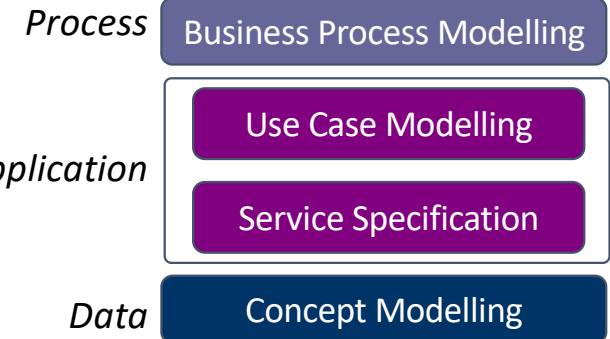 Process
Business Process Modelling
Use Case Modelling
pplication
Service Specification
Data
Concept Modelling